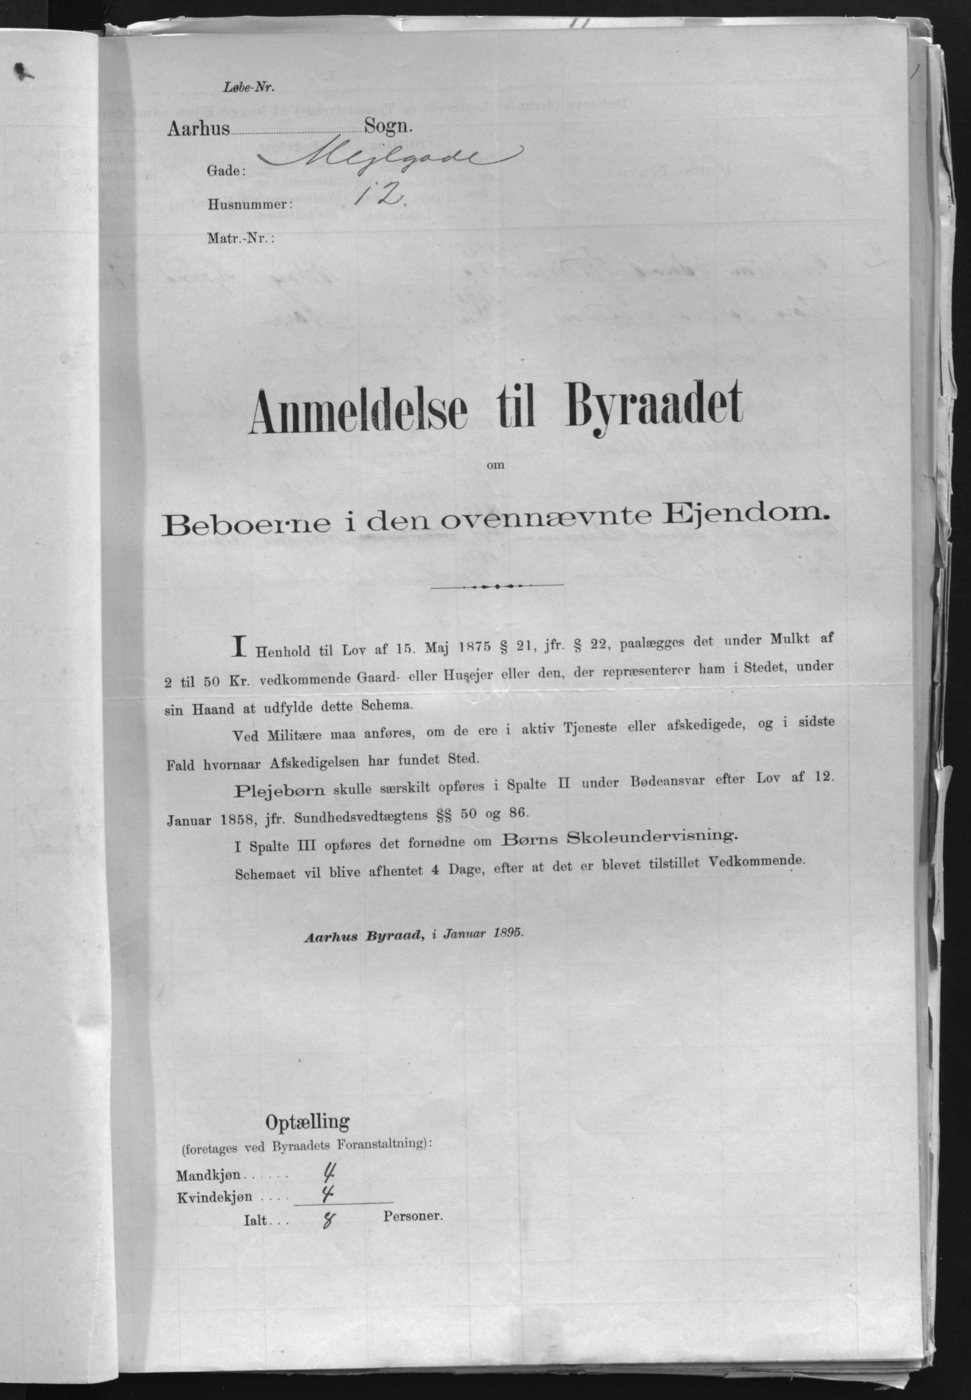 Løbe-Nr.
Aarhus Sogn.
Gade: Mejlgade
Husnummer: 12.
Matr.-Nr.:
Anmeldelse til Byraadet
om
Beboerne i den ovennævnte Ejendom.
I Henhold til Lov af 15. Maj 1875 § 21, jfr. § 22, paalægges det under Mulkt af
2 til 50 Kr. vedkommende Gaard- eller Husejer eller den, der repræsenterer ham i Stedet, under
sin Haand at udfylde dette Schema.
Ved Militære maa anføres, om de ere i aktiv Tjeneste eller afskedigede, og i sidste
Fald hvornaar Afskedigelsen har fundet Sted.
Plejebørn skulle særskilt opføres i Spalte II under Bødeansvar efter Lov af 12.
Januar 1858, jfr. Sundhedsvedtægtens §§ 50 og 86.
I Spalte III opføres det fornødne om Børns Skoleundervisning.
Schemaet vil blive afhentet 4 Dage, efter at det er blevet tilstillet Vedkommende.
Aarhus Byraad, i Januar 1895.
Optælling
(foretages ved Byraadets Foranstaltning):
Mandkjøn...... 4
Kvindekjøn .... 4
Ialt... 8 Personer.